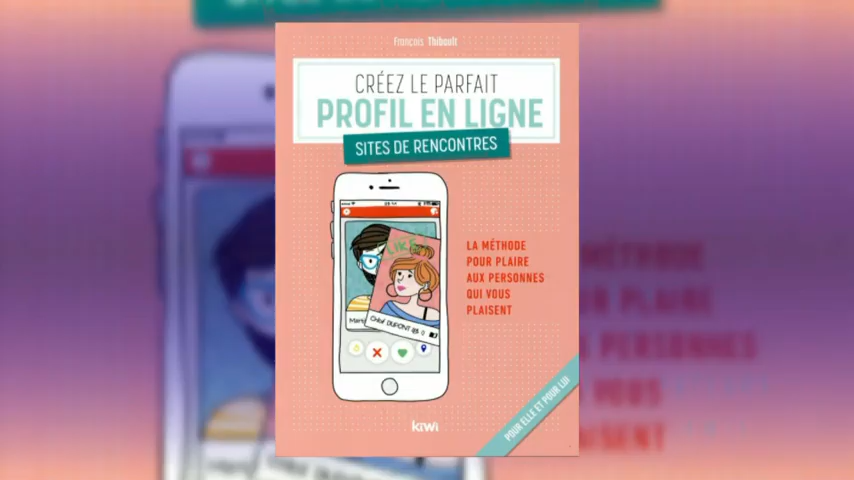 François Thibault
CRÉEZ LE PARFAIT
PROFIL EN LIGNE
SITES DE RENCONTRES
LIKE
LA MÉTHODE
POUR PLAIRE
AUX PERSONNES
QUI VOUS
PLAISENT
Chloé DUPONT
POUR ELLE ET POUR LUI
kiwi